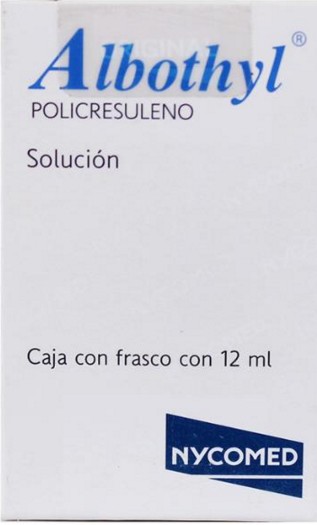 Albothyl®
POLICRESULENO
Solución
Caja con frasco con 12 ml
NYCOMED